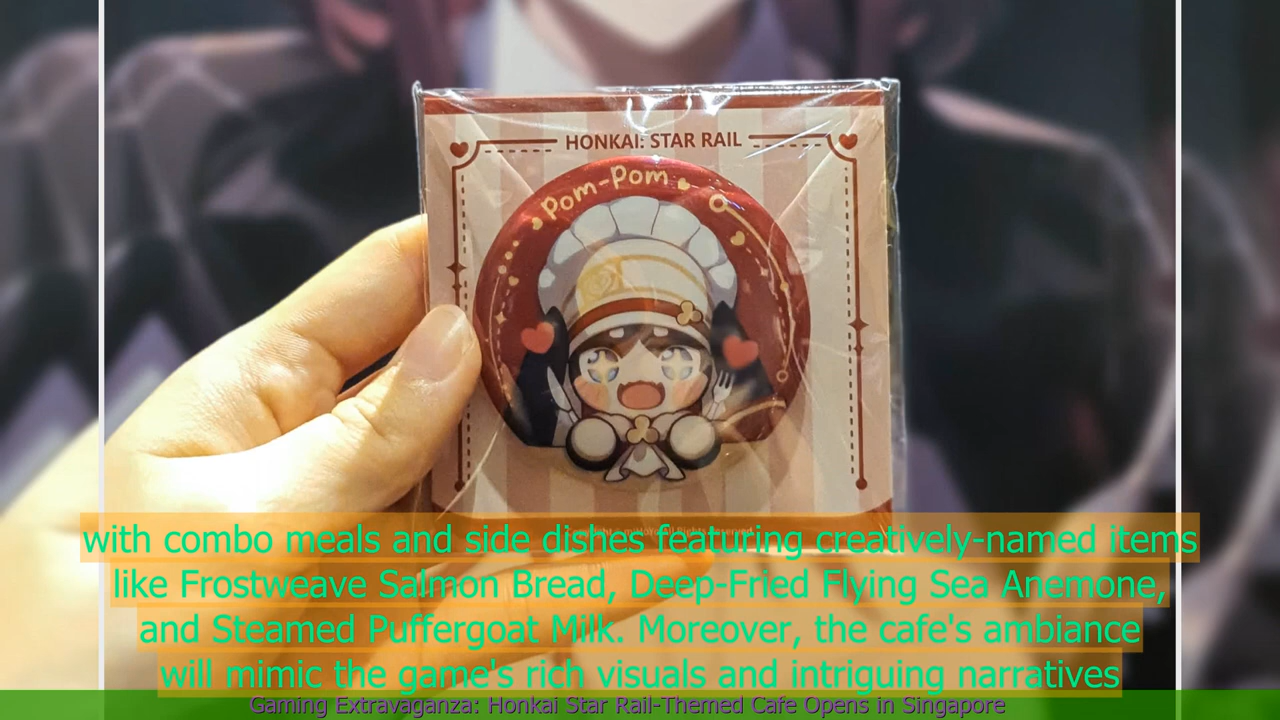 HONKAI: STAR RAIL
Pom-Pom
with combo meals and side dishes featuring creatively-named items
like Frostweave Salmon Bread, Deep-Fried Flying Sea Anemone,
and Steamed Puffergoat Milk. Moreover, the cafe's ambiance
will mimic the game's rich visuals and intriguing narratives
Gaming Extravaganza: Honkai Star Rail-Themed Cafe Opens in Singapore